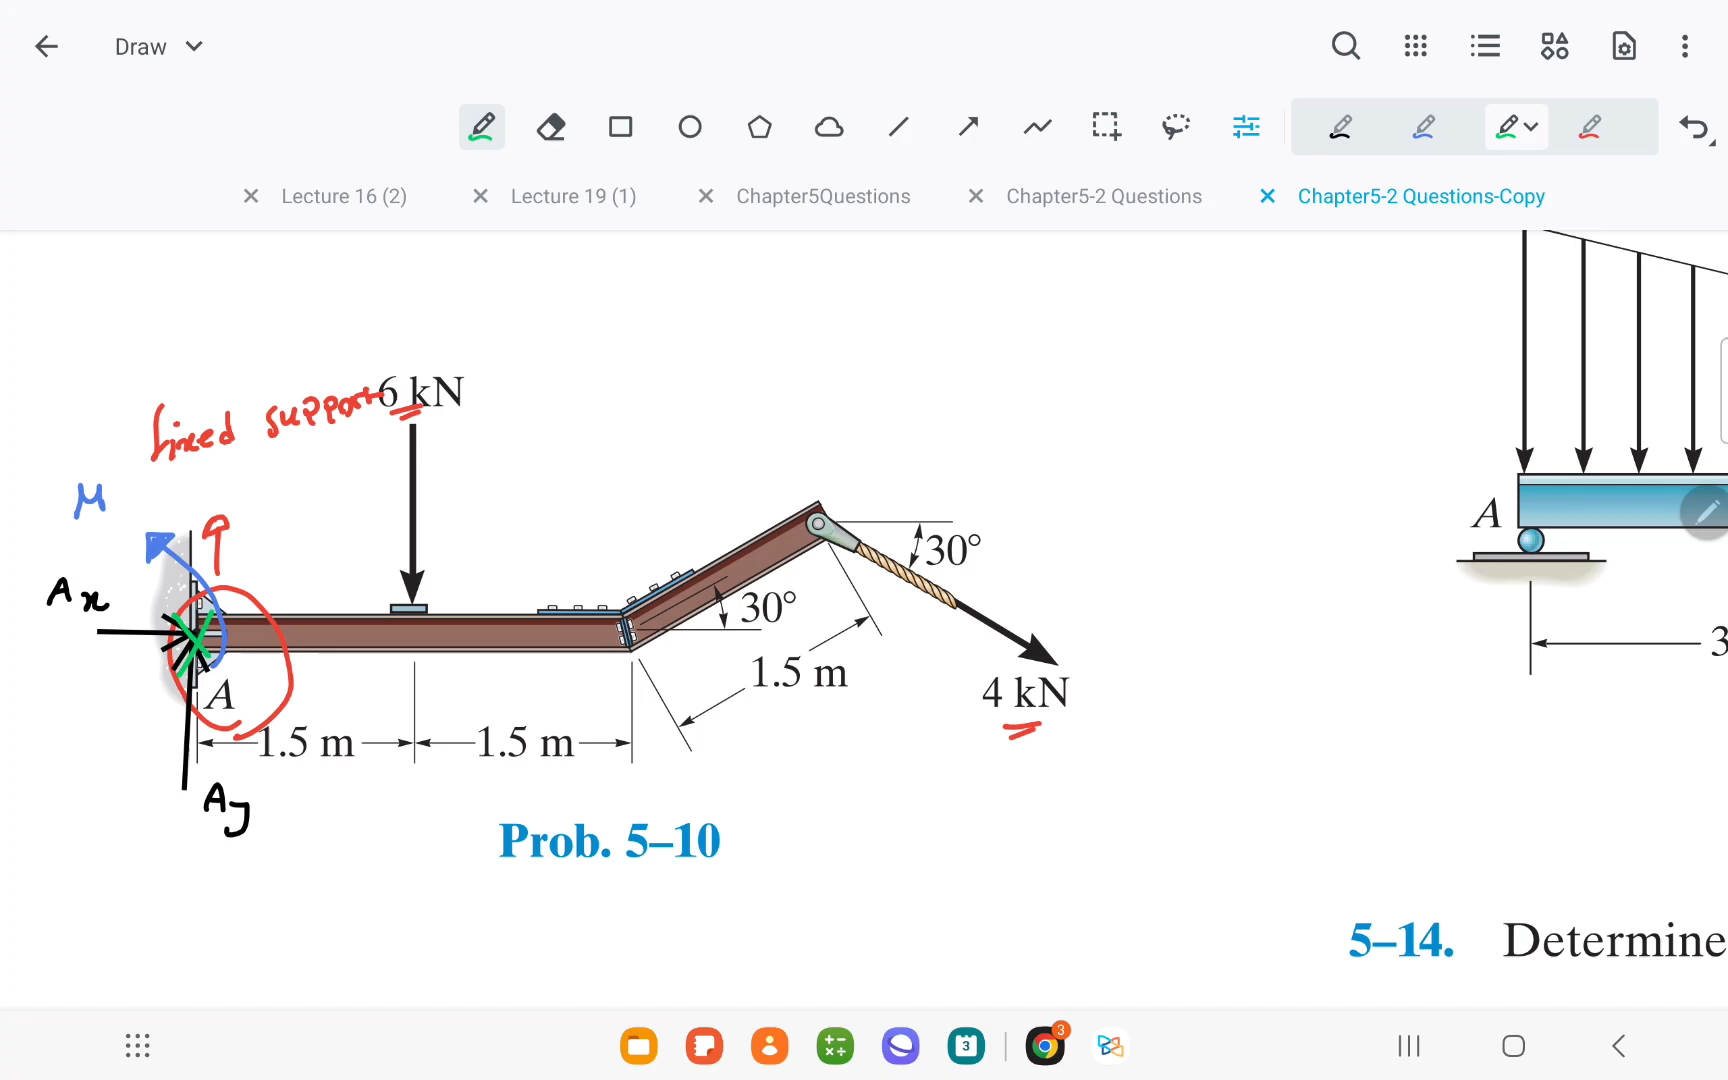 Draw
Lecture 16 (2)
Lecture 19 (1)
Chapter5Questions
Chapter5-2 Questions
Chapter5-2 Questions-Copy
fixed support
6 kN
M
Ax
A
Ay
1.5 m
1.5 m
30°
30°
1.5 m
4 kN
Prob. 5–10
A
3
5–14. Determine
3
3